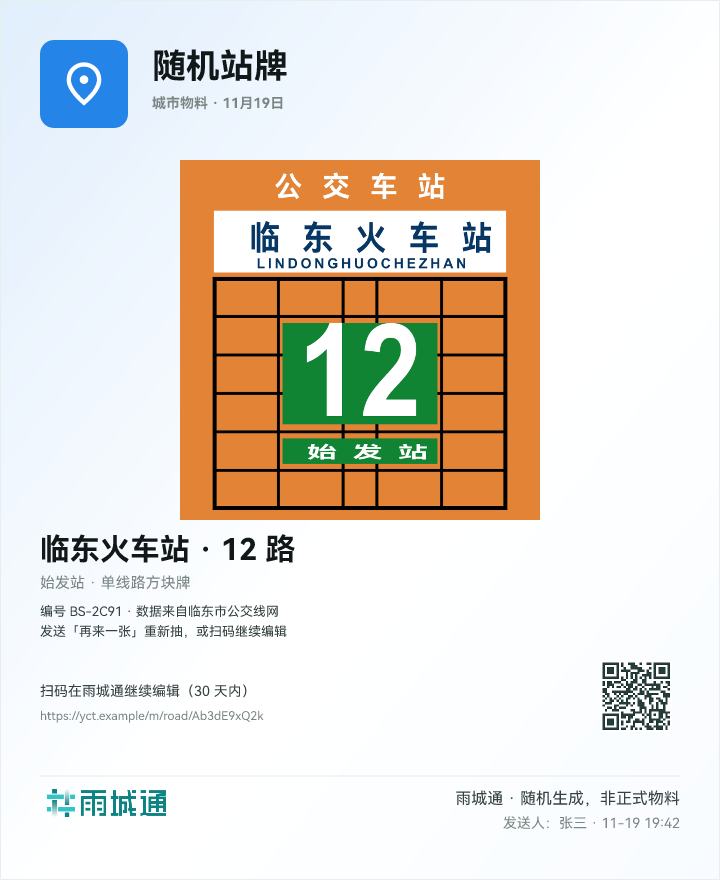 随机站牌
城市物料 · 11月19日
公交车站
临东火车站
LINDONGHUOCHEZHAN
12
始发站
临东火车站 · 12 路
始发站 · 单线路方块牌
编号 BS-2C91 · 数据来自临东市公交线网
发送「再来一张」重新抽，或扫码继续编辑
扫码在雨城通继续编辑（30 天内）
https://yct.example/m/road/Ab3dE9xQ2k
雨城通
雨城通 · 随机生成，非正式物料
发送人：张三 · 11-19 19:42